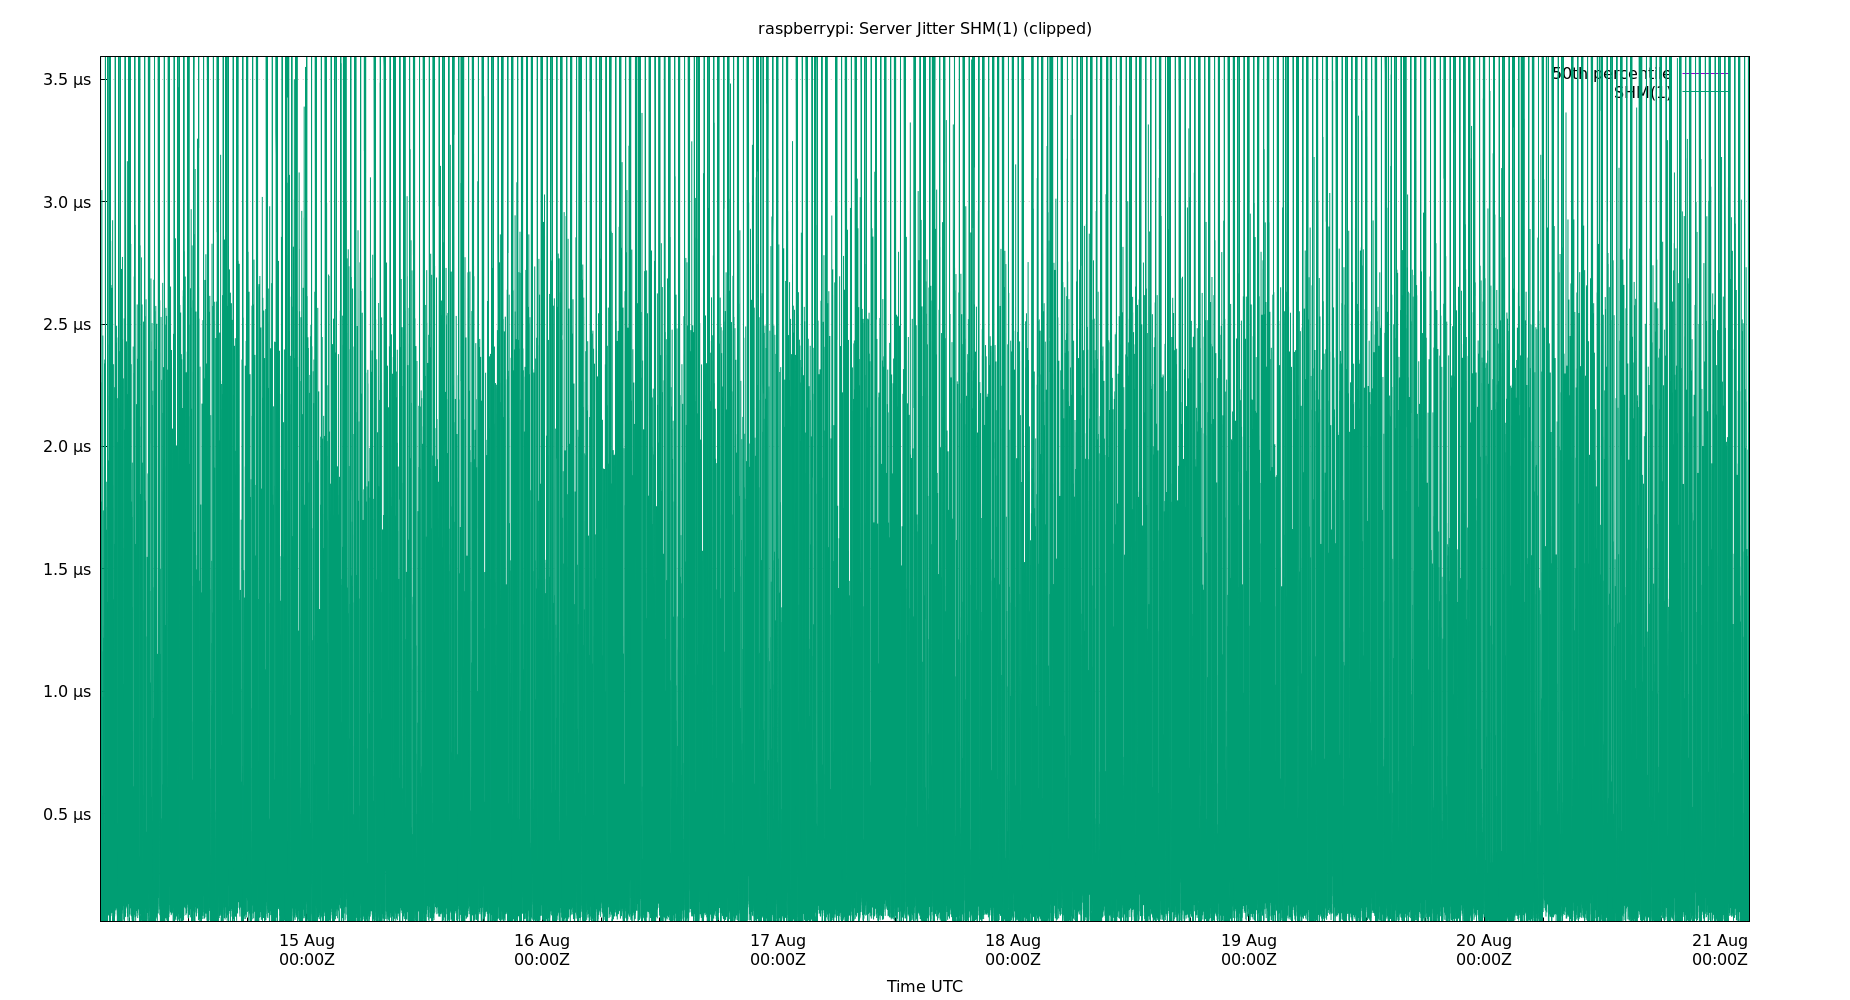 raspberrypi: Server Jitter SHM(1) (clipped)
50th percentile
SHM(1)
3.5 µs
3.0 µs
2.5 µs
2.0 µs
1.5 µs
1.0 µs
0.5 µs
15 Aug 16 Aug 17 Aug 18 Aug 19 Aug 20 Aug 21 Aug
00:00Z 00:00Z 00:00Z 00:00Z 00:00Z 00:00Z 00:00Z
Time UTC